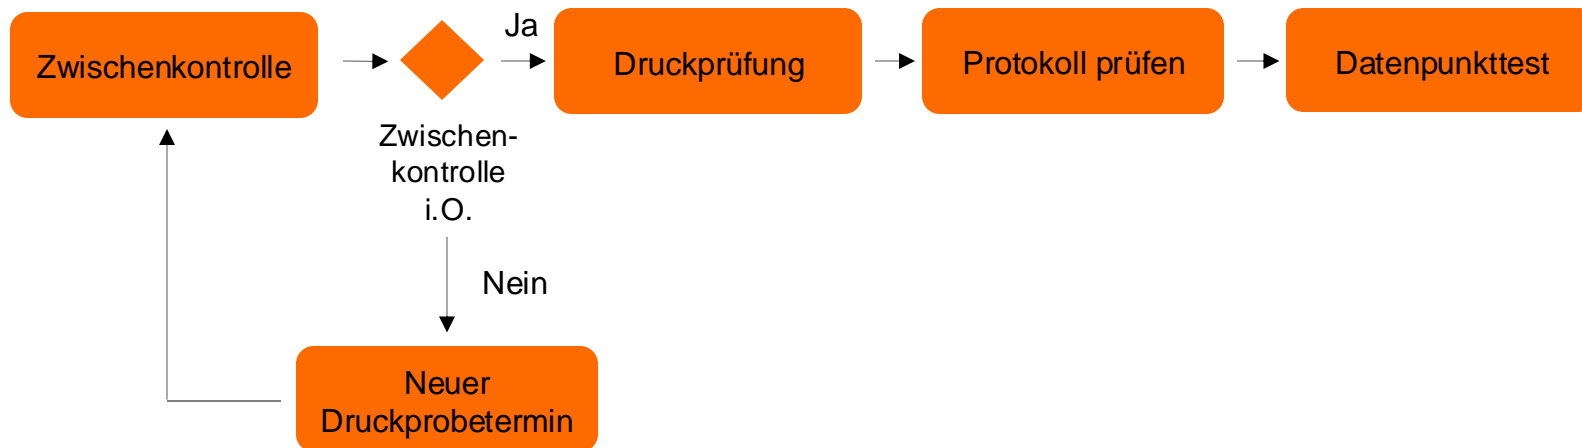 Zwischenkontrolle
Ja
Druckprüfung
Protokoll prüfen
Datenpunkttest
Zwischen-
kontrolle
i.O.
Nein
Neuer
Druckprobetermin